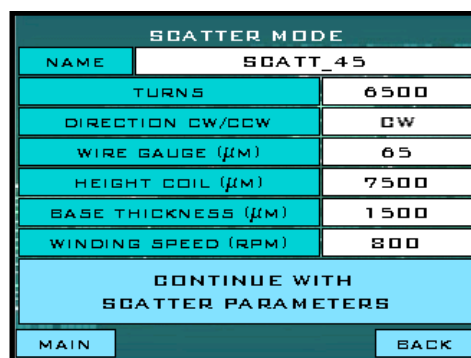 SCATTER MODE
NAME SCATT_45
TURNS 6500
DIRECTION CW/CCW CW
WIRE GAUGE (µM) 65
HEIGHT COIL (µM) 7500
BASE THICKNESS (µM) 1500
WINDING SPEED (RPM) 800
CONTINUE WITH
SCATTER PARAMETERS
MAIN BACK